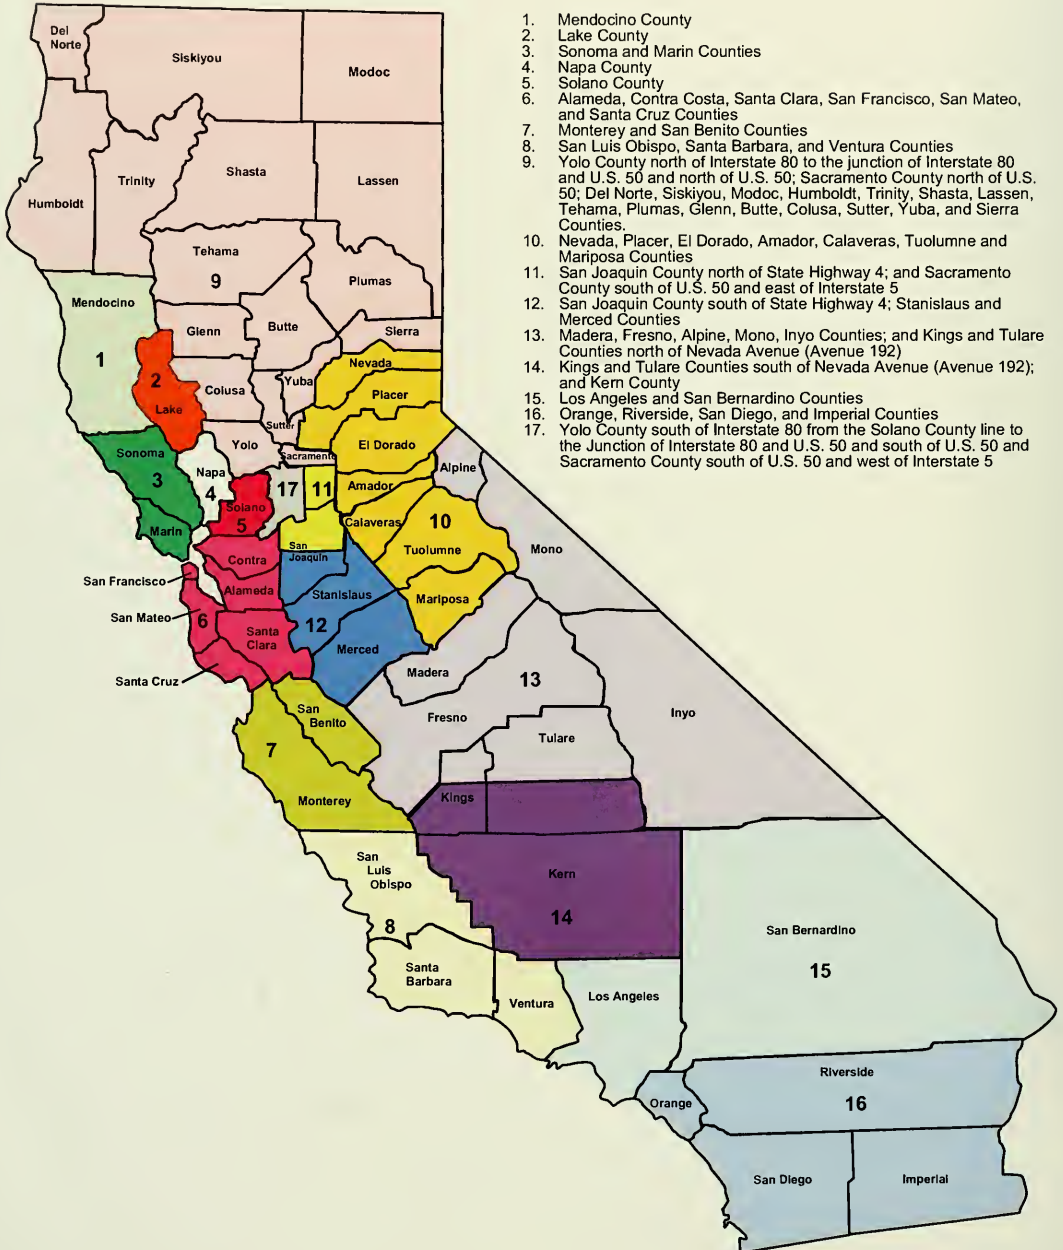 1. Mendocino County
2. Lake County
3. Sonoma and Marin Counties
4. Napa County
5. Solano County
6. Alameda, Contra Costa, Santa Clara, San Francisco, San Mateo,
and Santa Cruz Counties
7. Monterey and San Benito Counties
8. San Luis Obispo, Santa Barbara, and Ventura Counties
9. Yolo County north of Interstate 80 to the junction of Interstate 80
and U.S. 50 and north of U.S. 50; Sacramento County north of U.S.
50; Del Norte, Siskiyou, Modoc, Humboldt, Trinity, Shasta, Lassen,
Tehama, Plumas, Glenn, Butte, Colusa, Sutter, Yuba, and Sierra
Counties.
10. Nevada, Placer, El Dorado, Amador, Calaveras, Tuolumne and
Mariposa Counties
11. San Joaquin County north of State Highway 4; and Sacramento
County south of U.S. 50 and east of Interstate 5
12. San Joaquin County south of State Highway 4; Stanislaus and
Merced Counties
13. Madera, Fresno, Alpine, Mono, Inyo Counties; and Kings and Tulare
Counties north of Nevada Avenue (Avenue 192)
14. Kings and Tulare Counties south of Nevada Avenue (Avenue 192);
and Kern County
15. Los Angeles and San Bernardino Counties
16. Orange, Riverside, San Diego, and Imperial Counties
17. Yolo County south of Interstate 80 from the Solano County line to
the Junction of Interstate 80 and U.S. 50 and south of U.S. 50 and
Sacramento County south of U.S. 50 and west of Interstate 5
Del
Norte
Siskiyou
Modoc
Humboldt
Trinity
Shasta
Lassen
Tehama
9
Plumas
Mendocino
1
Glenn
Butte
Sierra
2
Lake
Colusa
Yuba
Sutter
Nevada
Placer
El Dorado
Yolo
Sacramento
Sonoma
3
Marin
Napa
4
Solano
5
17
11
Amador
Alpine
Calaveras
10
Tuolumne
Mono
Mariposa
San
Joaquin
Contra
Alameda
San Francisco
San Mateo
6
Santa
Clara
Santa Cruz
Stanislaus
12
Merced
Madera
13
Fresno
Inyo
Tulare
Kings
San
Benito
7
Monterey
San
Luis
Obispo
8
Santa
Barbara
Ventura
Kern
14
Los Angeles
San Bernardino
15
Riverside
16
Orange
San Diego
Imperial